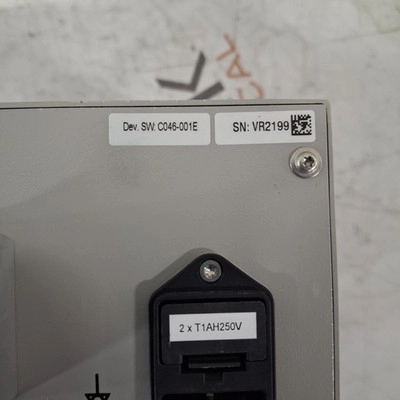 Dev. SW: C046-001E
SN: VR2199
2 x T1AH250V